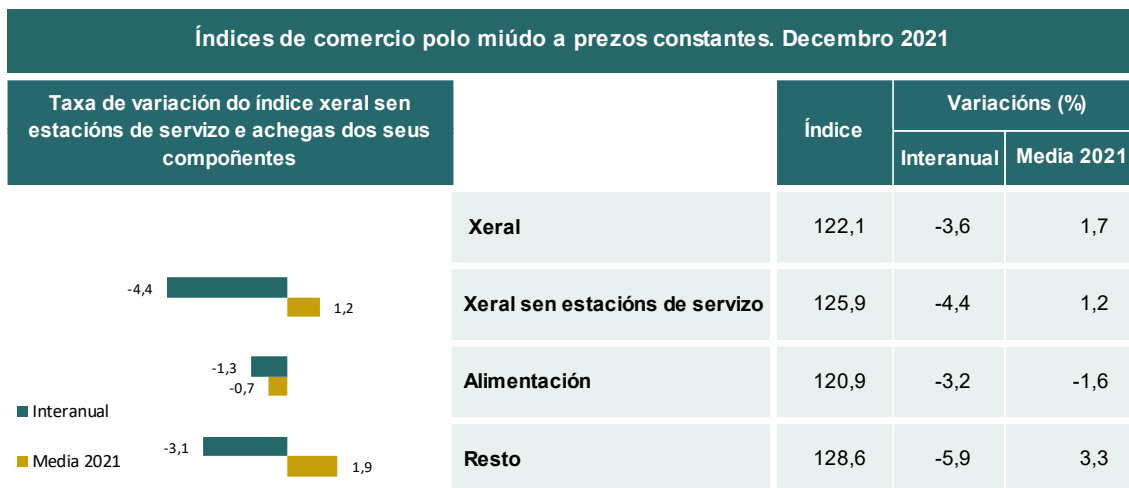 Índices de comercio polo miúdo a prezos constantes. Decembro 2021
Taxa de variación do índice xeral sen
estacións de servizo e achegas dos seus
compoñentes
Índice
Variacións (%)
Interanual
Media 2021
Xeral
122,1
-3,6
1,7
-4,4
1,2
Xeral sen estacións de servizo
125,9
-4,4
1,2
-1,3
-0,7
Alimentación
120,9
-3,2
-1,6
Interanual
Media 2021
-3,1
1,9
Resto
128,6
-5,9
3,3